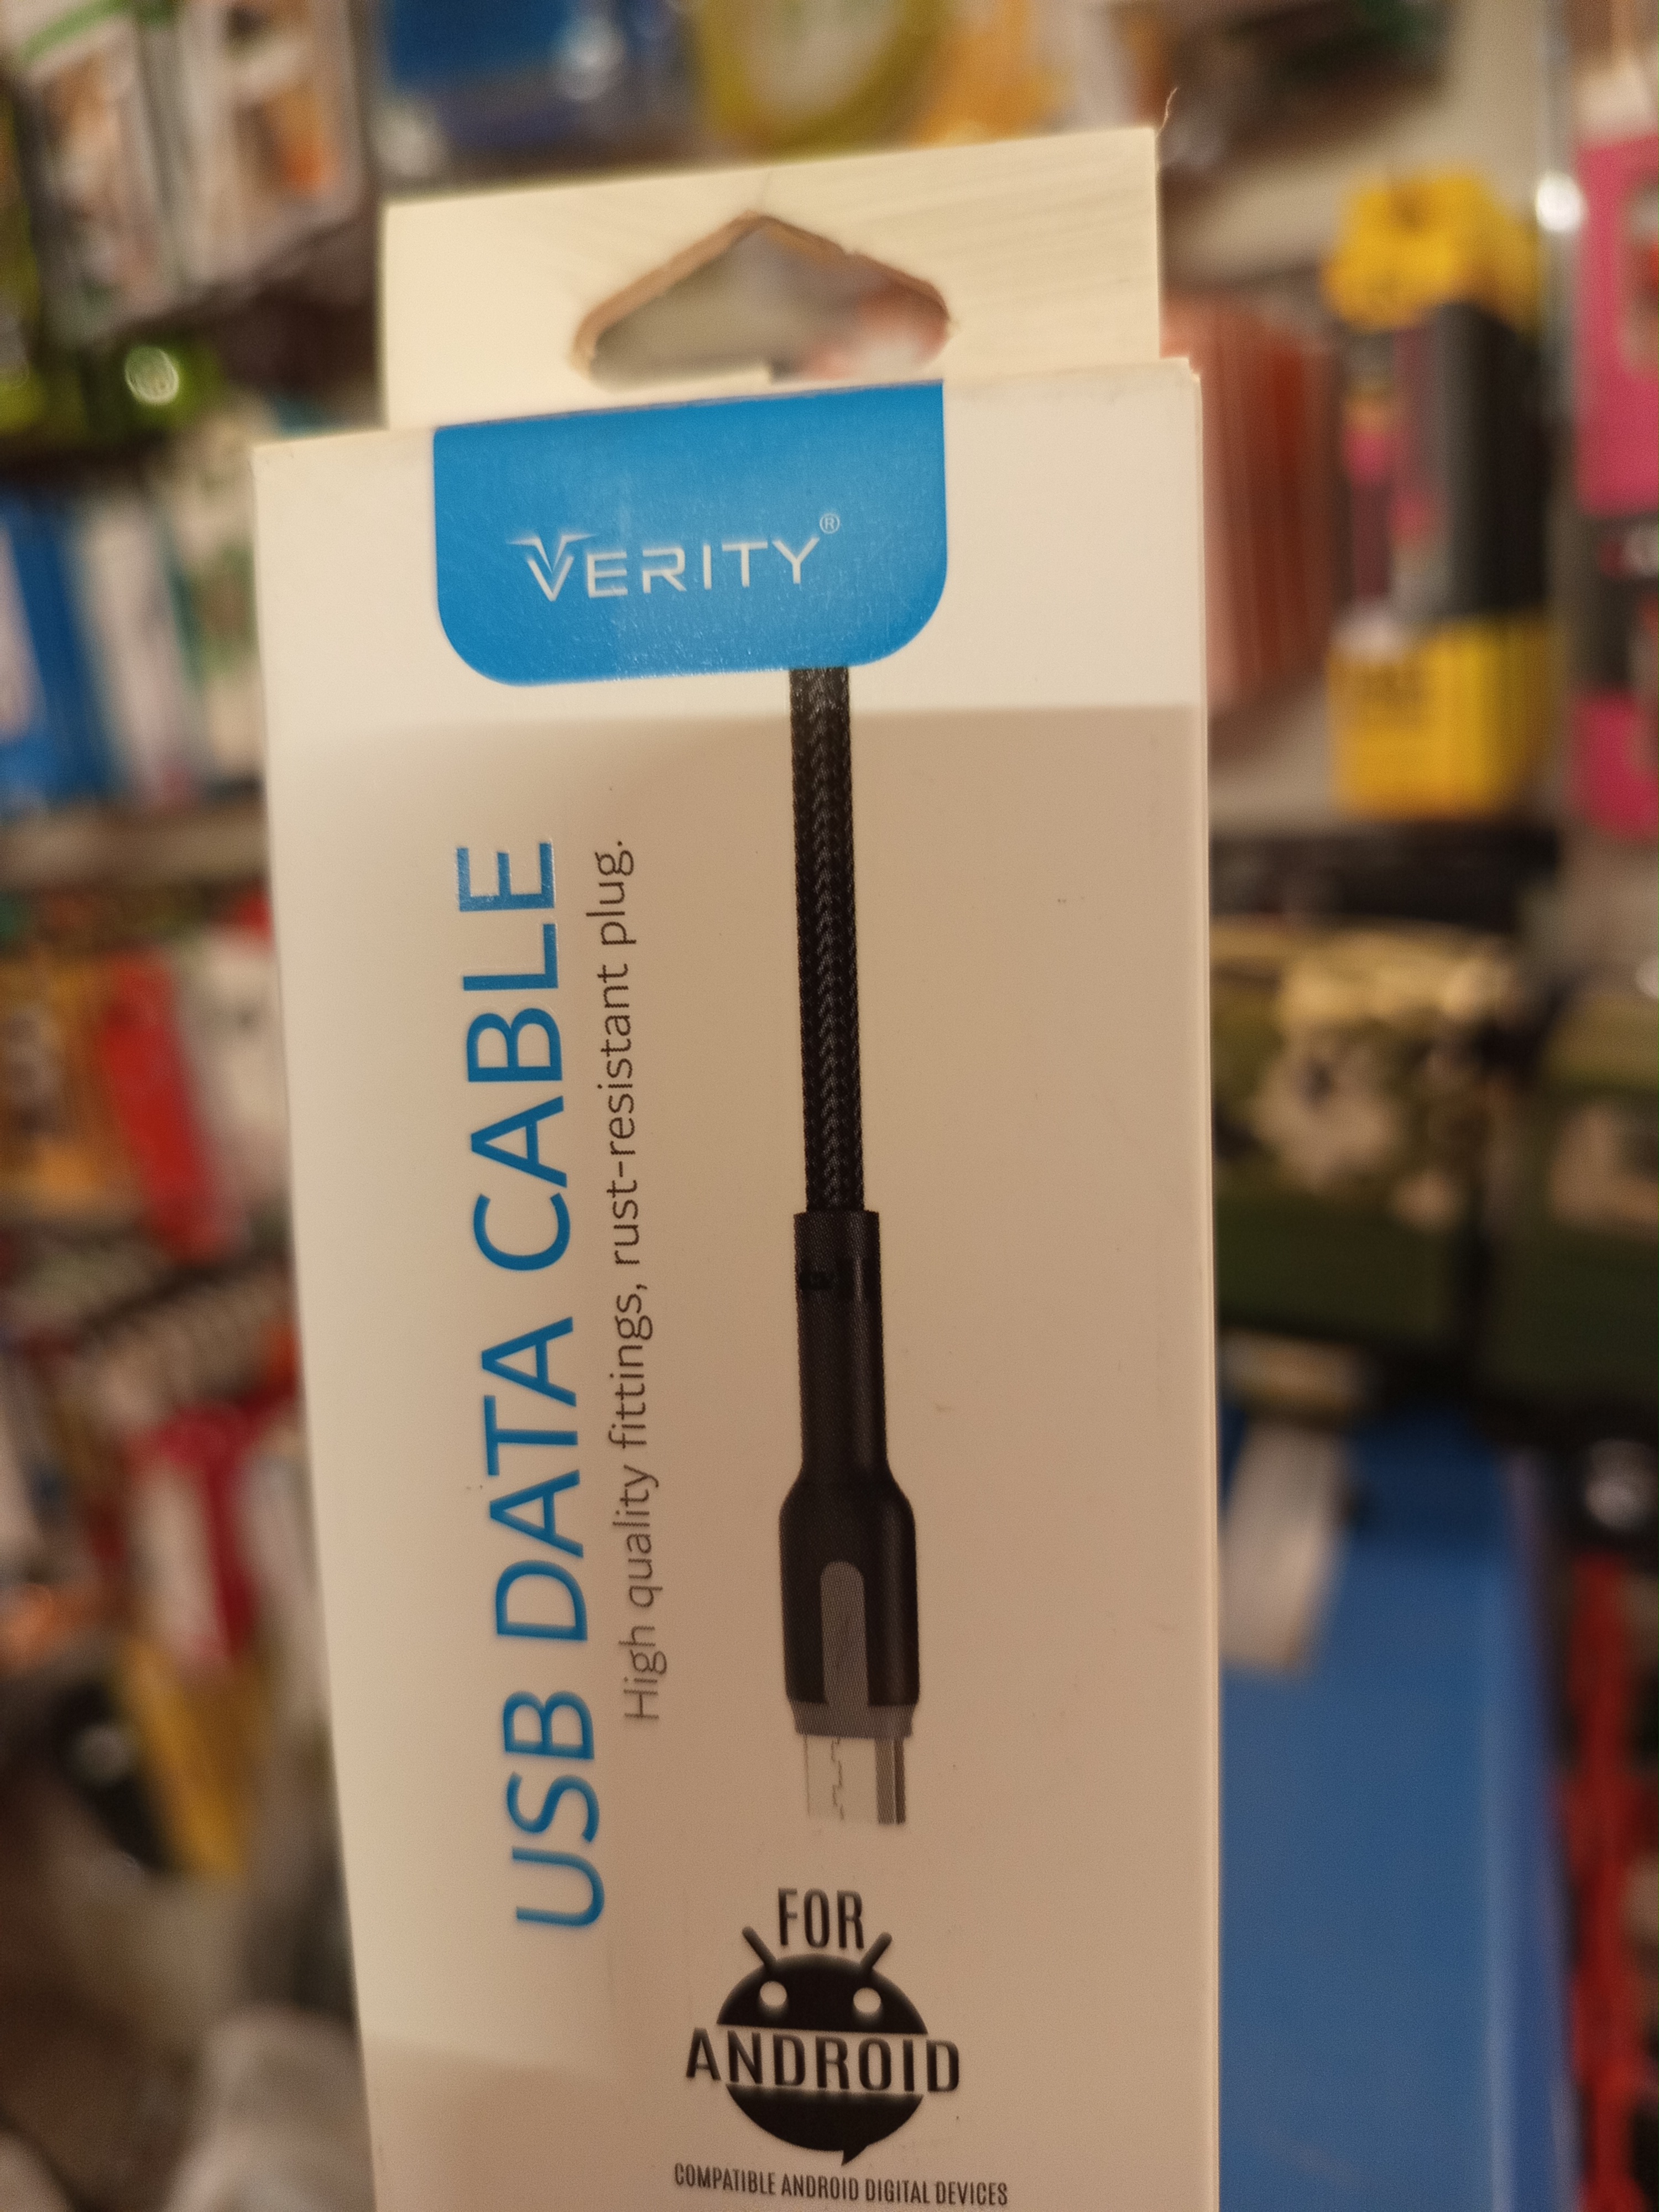 VERITY®
USB DATA CABLE
High quality fittings, rust-resistant plug.
FOR
ANDROID
COMPATIBLE ANDROID DIGITAL DEVICES